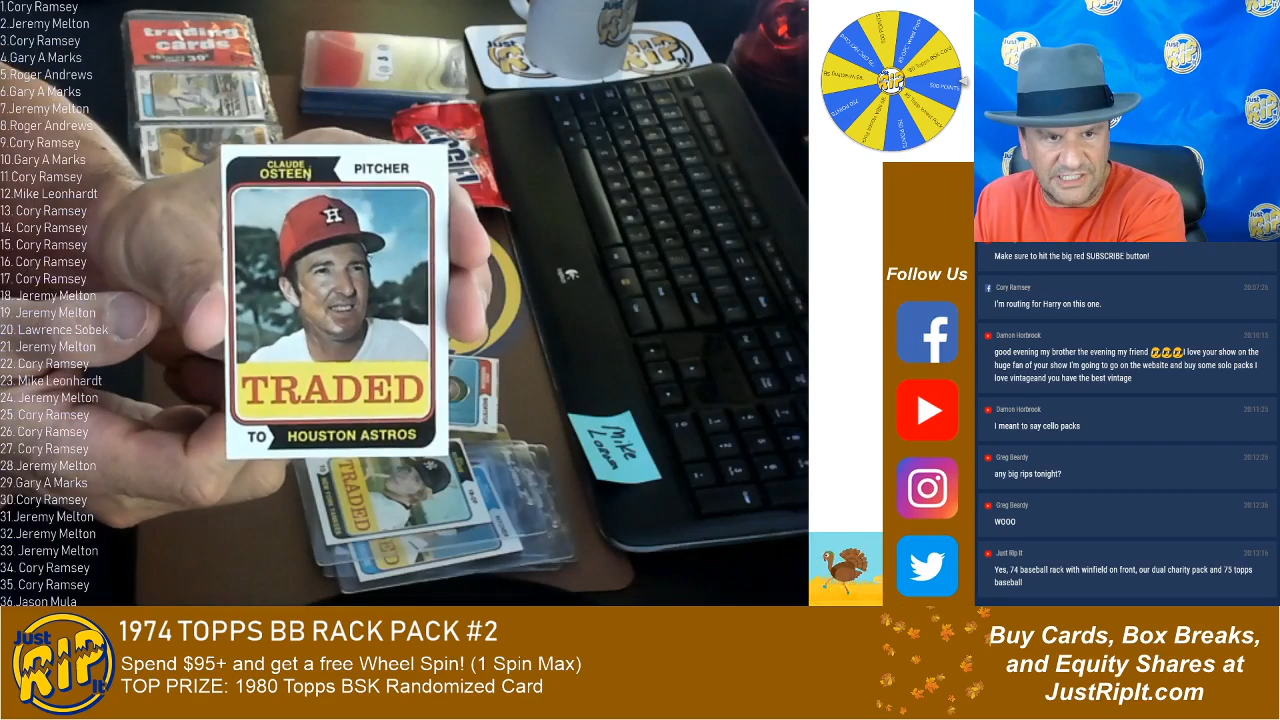 1.Cory Ramsey
2.Jeremy Melton
3.Cory Ramsey
4.Gary A Marks
5.Roger Andrews
6.Gary A Marks
7.Jeremy Melton
8.Roger Andrews
9.Cory Ramsey
10.Gary A Marks
11.Cory Ramsey
12.Mike Leonhardt
13. Cory Ramsey
14. Cory Ramsey
15. Cory Ramsey
16. Cory Ramsey
17. Cory Ramsey
18. Jeremy Melton
19. Jeremy Melton
20. Lawrence Sobek
21. Jeremy Melton
22. Cory Ramsey
23. Mike Leonhardt
24. Jeremy Melton
25. Cory Ramsey
26. Cory Ramsey
27. Cory Ramsey
28.Jeremy Melton
29.Gary A Marks
30.Cory Ramsey
31.Jeremy Melton
32.Jeremy Melton
33. Jeremy Melton
34. Cory Ramsey
35. Cory Ramsey
36.Jason Mula
trading
cards
39¢
CLAUDE
OSTEEN
PITCHER
TRADED
TO HOUSTON ASTROS
TRADED
Mike
Just
RIP
It
Follow Us
Make sure to hit the big red SUBSCRIBE button!
Cory Ramsey 20:07:26
I'm routing for Harry on this one.
Damon Horbrook 20:10:15
good evening my brother the evening my friend I love your show on the
huge fan of your show I'm going to go on the website and buy some solo packs I
love vintageand you have the best vintage
Damon Horbrook 20:11:25
I meant to say cello packs
Greg Beardy 20:12:26
any big rips tonight?
Greg Beardy 20:12:36
WOOO
Just Rip It 20:13:16
Yes, 74 baseball rack with winfield on front, our dual charity pack and 75 topps
baseball
Just
RIP
It
1974 TOPPS BB RACK PACK #2
Spend $95+ and get a free Wheel Spin! (1 Spin Max)
TOP PRIZE: 1980 Topps BSK Randomized Card
Buy Cards, Box Breaks,
and Equity Shares at
JustRipIt.com